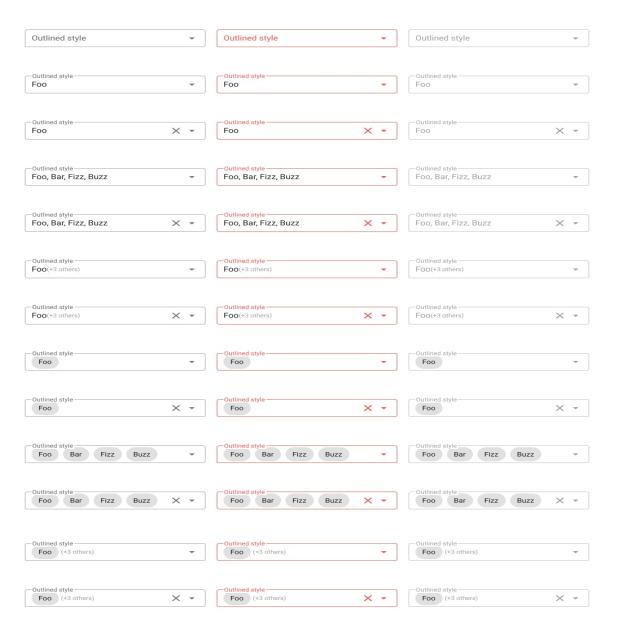 Outlined style Outlined style Outlined style
Outlined style Outlined style Outlined style
Foo Foo Foo
Outlined style Outlined style Outlined style
Foo Foo Foo
Outlined style Outlined style Outlined style
Foo, Bar, Fizz, Buzz Foo, Bar, Fizz, Buzz Foo, Bar, Fizz, Buzz
Outlined style Outlined style Outlined style
Foo, Bar, Fizz, Buzz Foo, Bar, Fizz, Buzz Foo, Bar, Fizz, Buzz
Outlined style Outlined style Outlined style
Foo(+3 others) Foo(+3 others) Foo(+3 others)
Outlined style Outlined style Outlined style
Foo(+3 others) Foo(+3 others) Foo(+3 others)
Outlined style Outlined style Outlined style
Foo Foo Foo
Outlined style Outlined style Outlined style
Foo Foo Foo
Outlined style Outlined style Outlined style
Foo Bar Fizz Buzz Foo Bar Fizz Buzz Foo Bar Fizz Buzz
Outlined style Outlined style Outlined style
Foo Bar Fizz Buzz Foo Bar Fizz Buzz Foo Bar Fizz Buzz
Outlined style Outlined style Outlined style
Foo (+3 others) Foo (+3 others) Foo (+3 others)
Outlined style Outlined style Outlined style
Foo (+3 others) Foo (+3 others) Foo (+3 others)